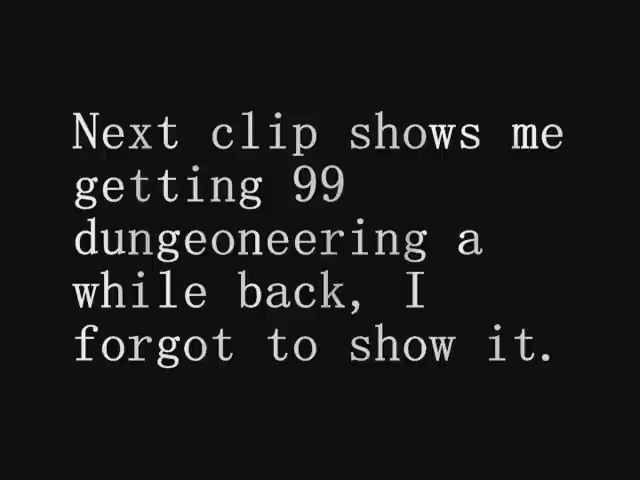 Next clip shows me
getting 99
dungeoneering a
while back, I
forgot to show it.